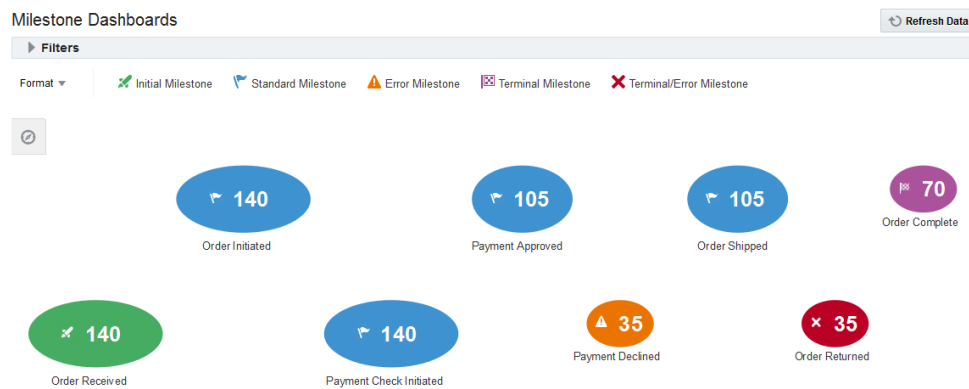 Milestone Dashboards
Refresh Data
Filters
Format
Initial Milestone
Standard Milestone
Error Milestone
Terminal Milestone
Terminal/Error Milestone
140
Order Initiated
105
Payment Approved
105
Order Shipped
70
Order Complete
140
Order Received
140
Payment Check Initiated
35
Payment Declined
35
Order Returned